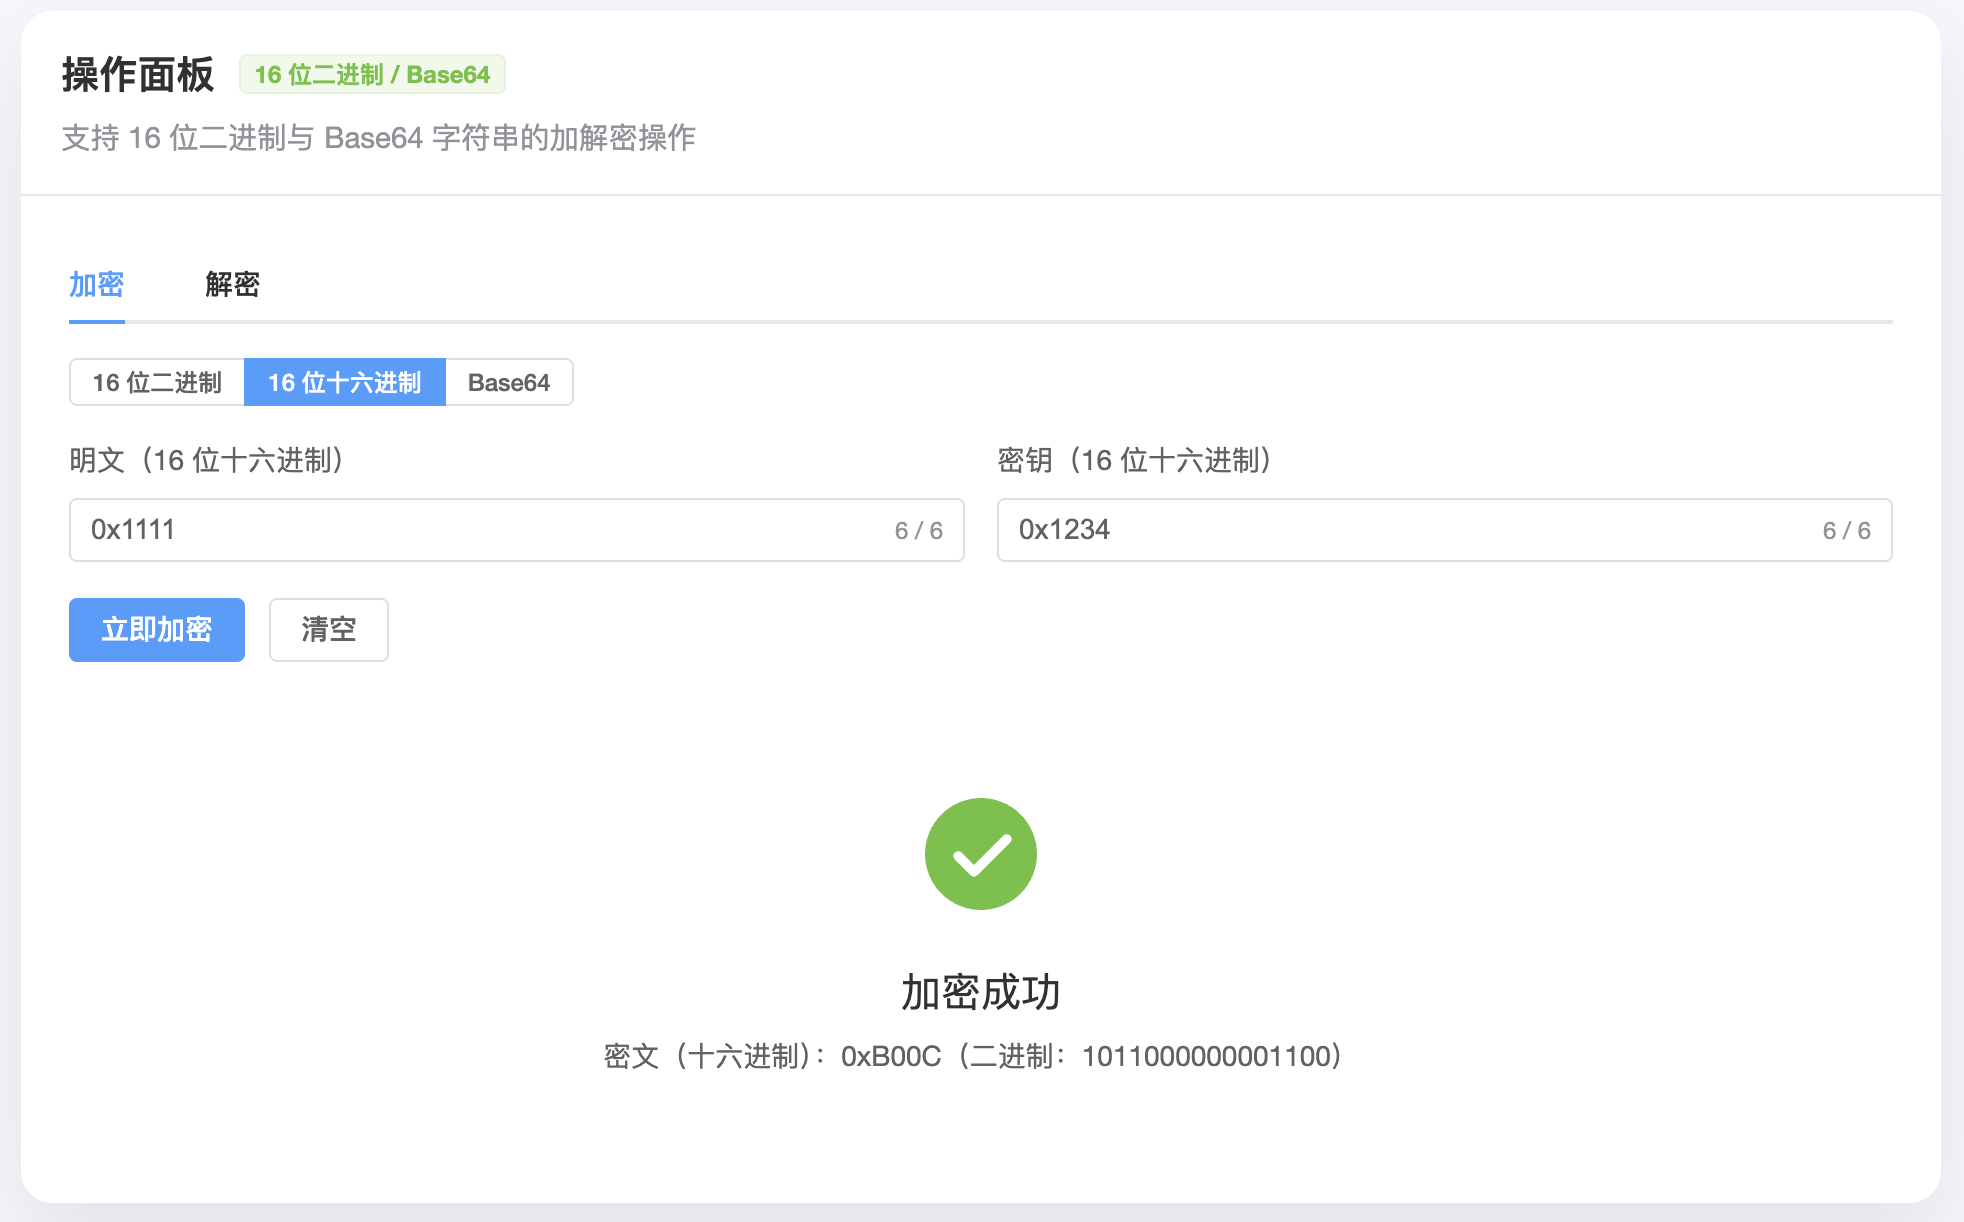 操作面板 16 位二进制 / Base64
支持 16 位二进制与 Base64 字符串的加解密操作
加密 解密
16 位二进制 16 位十六进制 Base64
明文（16 位十六进制） 密钥（16 位十六进制）
0x1111 6 / 6 0x1234 6 / 6
立即加密 清空
加密成功
密文（十六进制）：0xB00C（二进制：1011000000001100）